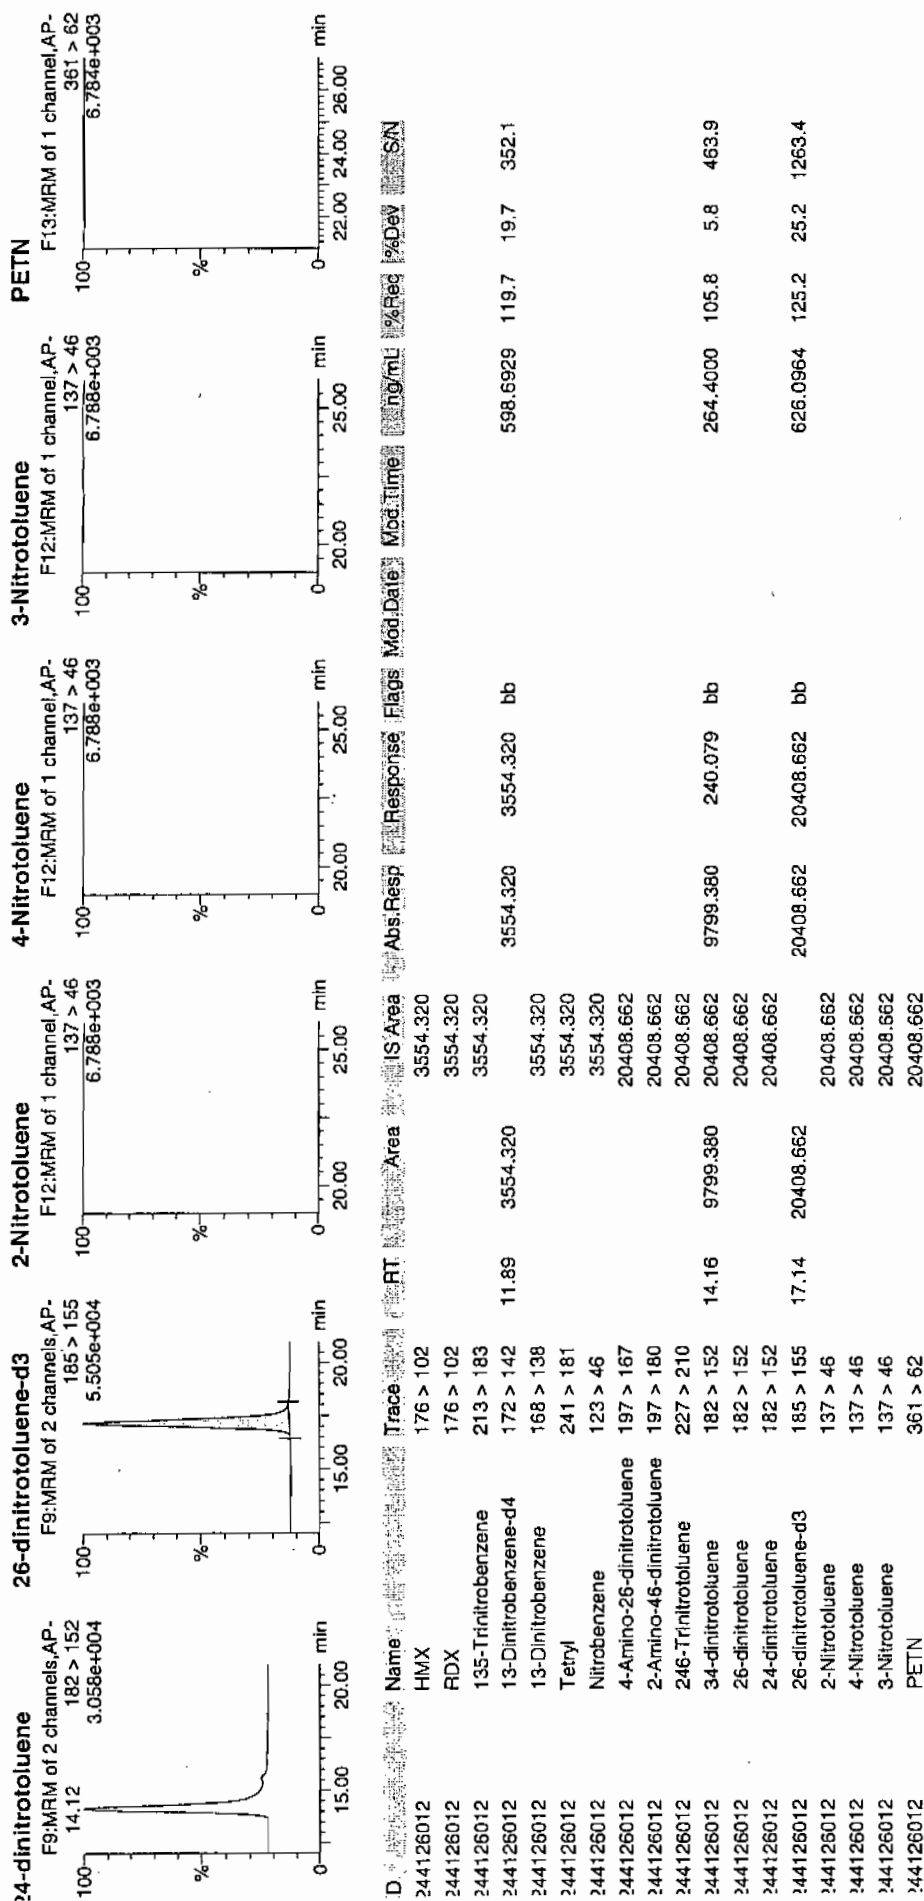 24-dinitrotoluene
F9:MRM of 2 channels,AP-
182 > 152
14.12
3.058e+004
100
%
0
15.00 20.00 min
26-dinitrotoluene-d3
F9:MRM of 2 channels,AP-
185 > 155
5.505e+004
100
%
0
15.00 20.00 min
2-Nitrotoluene
F12:MRM of 1 channel,AP-
137 > 46
6.788e+003
100
%
0
20.00 25.00 min
4-Nitrotoluene
F12:MRM of 1 channel,AP-
137 > 46
6.788e+003
100
%
0
20.00 25.00 min
3-Nitrotoluene
F12:MRM of 1 channel,AP-
137 > 46
6.788e+003
100
%
0
20.00 25.00 min
PETN
F13:MRM of 1 channel,AP-
361 > 62
6.784e+003
100
%
0
22.00 24.00 26.00 min
ID Name Trace RT Area IS Area Abs.Resp Response Flags Mod.Date Mod.Time ng/mL %Rec %Dev S/N
244126012 HMX 176 > 102 3554.320
244126012 RDX 176 > 102 3554.320
244126012 135-Trinitrobenzene 213 > 183 3554.320
244126012 13-Dinitrobenzene-d4 172 > 142 11.89 3554.320 3554.320 3554.320 bb 598.6929 119.7 19.7 352.1
244126012 13-Dinitrobenzene 168 > 138 3554.320
244126012 Tetryl 241 > 181 3554.320
244126012 Nitrobenzene 123 > 46 3554.320
244126012 4-Amino-26-dinitrotoluene 197 > 167 20408.662
244126012 2-Amino-46-dinitrotoluene 197 > 180 20408.662
244126012 246-Trinitrotoluene 227 > 210 20408.662
244126012 34-dinitrotoluene 182 > 152 14.16 9799.380 20408.662 9799.380 240.079 bb 264.4000 105.8 5.8 463.9
244126012 26-dinitrotoluene 182 > 152 20408.662
244126012 24-dinitrotoluene 182 > 152 20408.662
244126012 26-dinitrotoluene-d3 185 > 155 17.14 20408.662 20408.662 20408.662 bb 626.0964 125.2 25.2 1263.4
244126012 2-Nitrotoluene 137 > 46 20408.662
244126012 4-Nitrotoluene 137 > 46 20408.662
244126012 3-Nitrotoluene 137 > 46 20408.662
244126012 PETN 361 > 62 20408.662